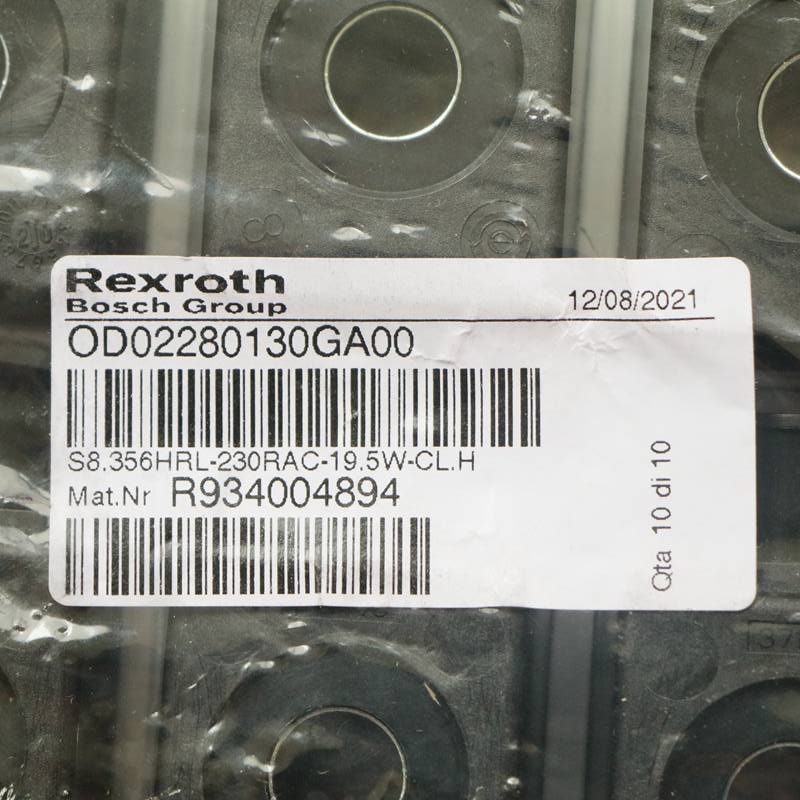 Rexroth
Bosch Group
12/08/2021
OD02280130GA00
S8.356HRL-230RAC-19.5W-CL.H
Mat.Nr R934004894
Qta 10 di 10
8